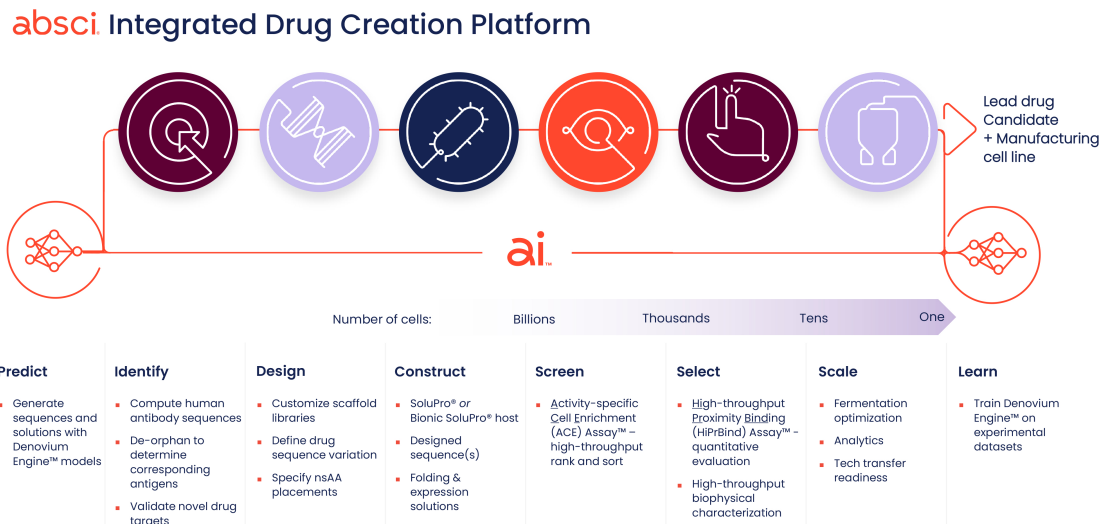 absci® Integrated Drug Creation Platform
Lead drug
Candidate
+ Manufacturing
cell line
ai™
Number of cells: Billions Thousands Tens One
Predict
Generate
sequences and
solutions with
Denovium
Engine™ models
Identify
Compute human
antibody sequences
De-orphan to
determine
corresponding
antigens
Validate novel drug
targets
Design
Customize scaffold
libraries
Define drug
sequence variation
Specify nsAA
placements
Construct
SoluPro® or
Bionic SoluPro® host
Designed
sequence(s)
Folding &
expression
solutions
Screen
Activity-specific
Cell Enrichment
(ACE) Assay™ –
high-throughput
rank and sort
Select
High-throughput
Proximity Binding
(HiPrBind) Assay™ -
quantitative
evaluation
High-throughput
biophysical
characterization
Scale
Fermentation
optimization
Analytics
Tech transfer
readiness
Learn
Train Denovium
Engine™ on
experimental
datasets